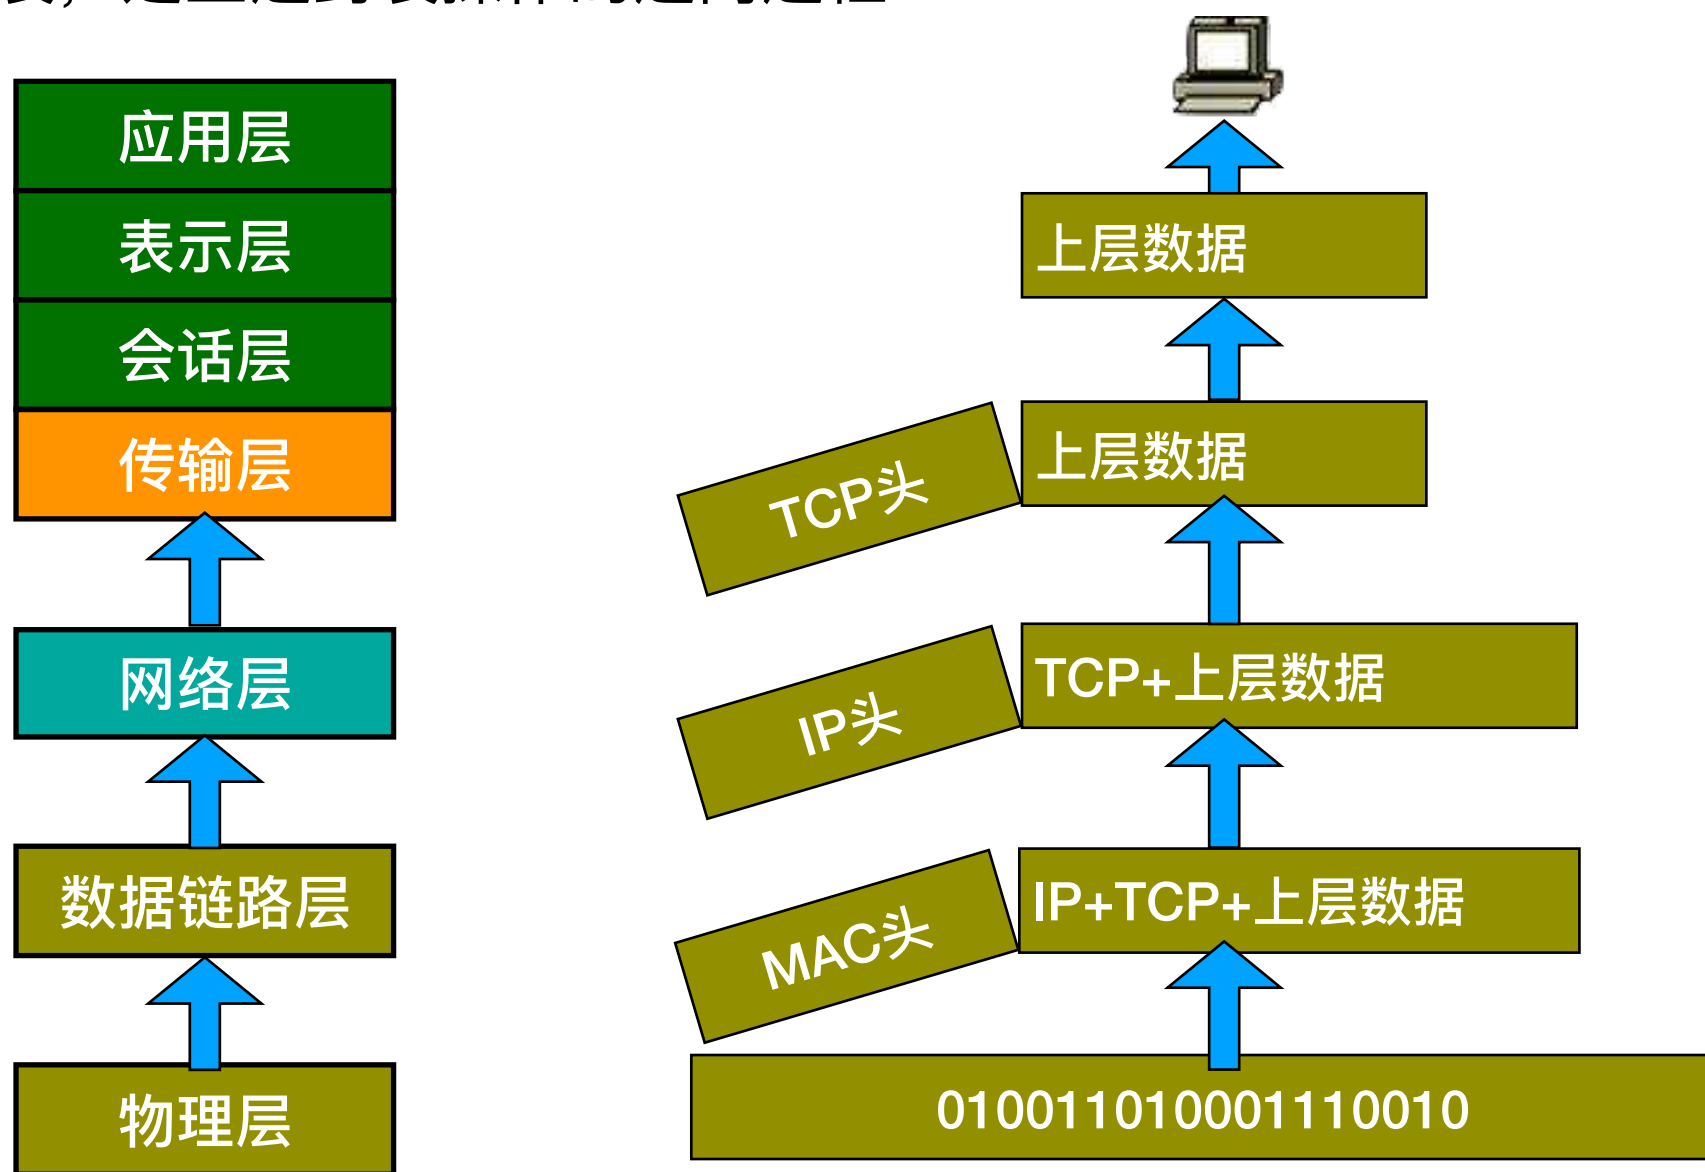 应用层
表示层
会话层
传输层
网络层
数据链路层
物理层
上层数据
TCP头
上层数据
IP头
TCP+上层数据
MAC头
IP+TCP+上层数据
010011010001110010